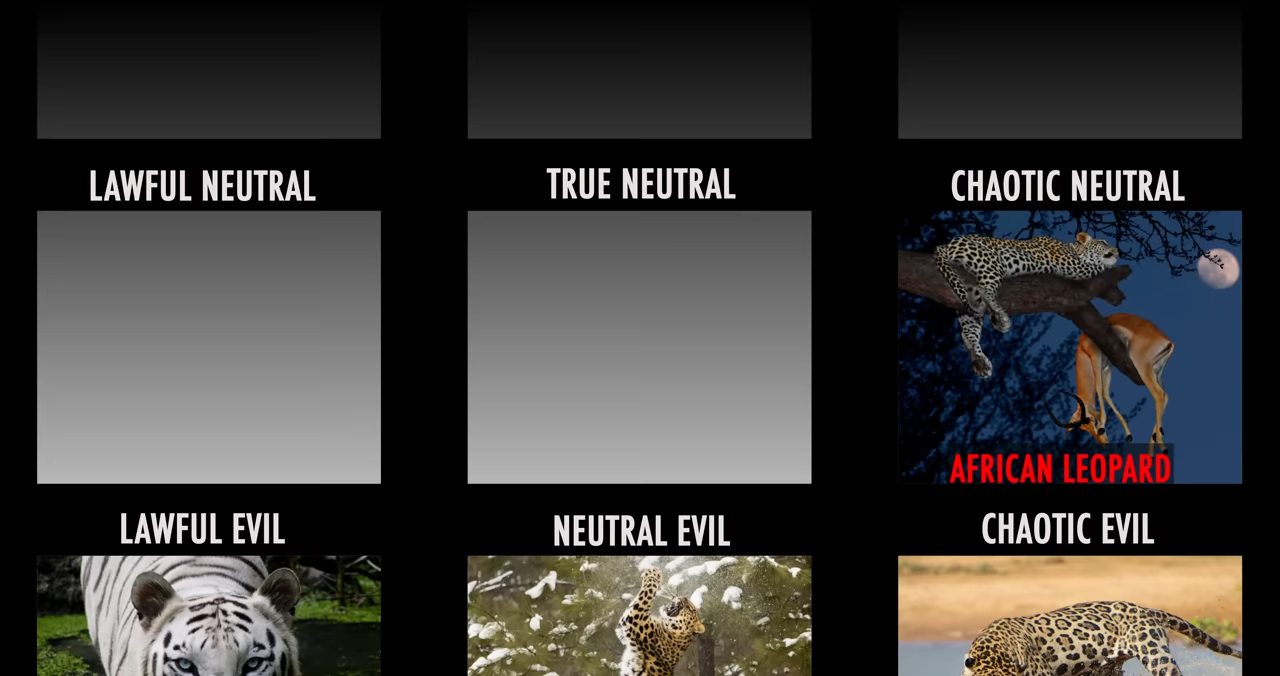 LAWFUL NEUTRAL
TRUE NEUTRAL
CHAOTIC NEUTRAL
AFRICAN LEOPARD
LAWFUL EVIL
NEUTRAL EVIL
CHAOTIC EVIL